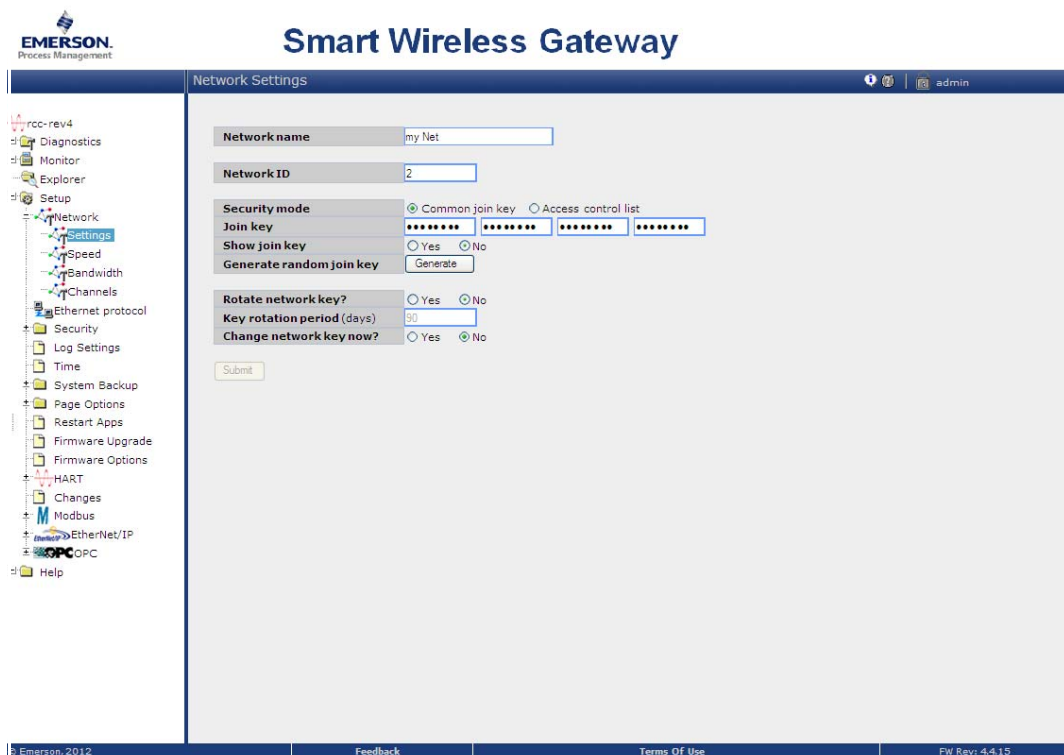 EMERSON.
Process Management
Smart Wireless Gateway
Network Settings
admin
rcc-rev4
Diagnostics
Monitor
Explorer
Setup
Network
Settings
Speed
Bandwidth
Channels
Ethernet protocol
Security
Log Settings
Time
System Backup
Page Options
Restart Apps
Firmware Upgrade
Firmware Options
HART
Changes
Modbus
EtherNet/IP EtherNet/IP
OPC OPC
Help
Network name my Net
Network ID 2
Security mode Common join key Access control list
Join key •••••••• •••••••• •••••••• ••••••••
Show join key Yes No
Generate random join key Generate
Rotate network key? Yes No
Key rotation period (days) 90
Change network key now? Yes No
Submit
© Emerson, 2012 Feedback Terms Of Use FW Rev: 4.4.15